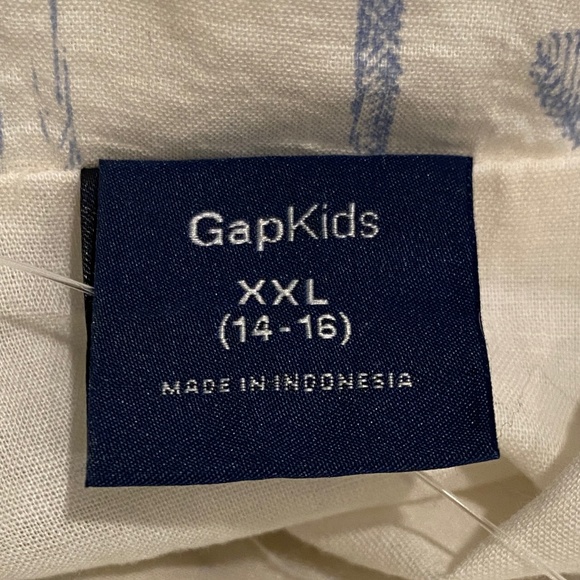 GapKids
XXL
(14-16)
MADE IN INDONESIA